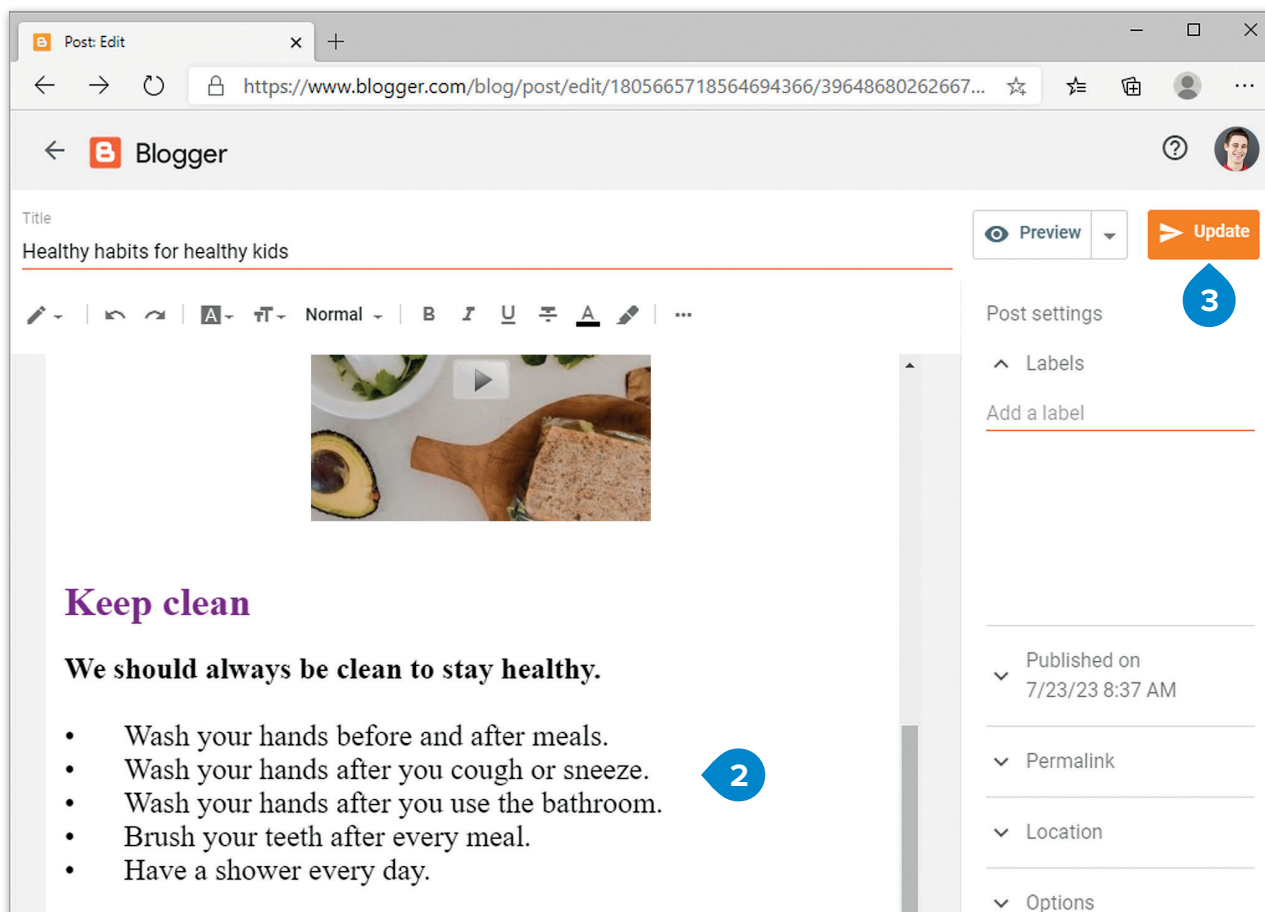 Post: Edit
https://www.blogger.com/blog/post/edit/1805665718564694366/39648680262667...
Blogger
Title
Healthy habits for healthy kids
Preview
Update
3
Normal
B I U A
Post settings
Labels
Add a label
Keep clean
We should always be clean to stay healthy.
• Wash your hands before and after meals.
• Wash your hands after you cough or sneeze.
2
• Wash your hands after you use the bathroom.
• Brush your teeth after every meal.
• Have a shower every day.
Published on
7/23/23 8:37 AM
Permalink
Location
Options